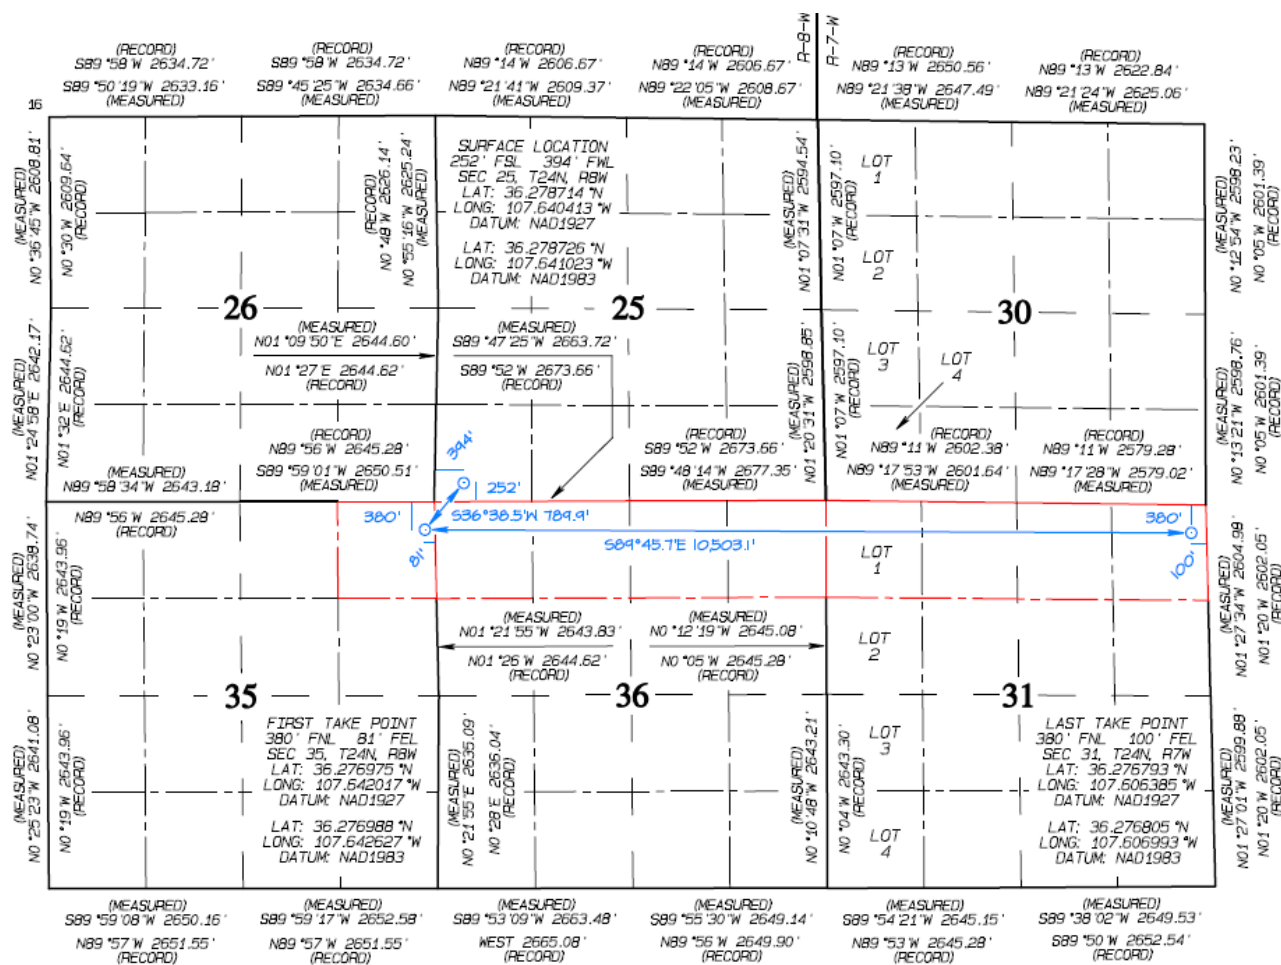 R-8-W
R-7-W
(RECORD)
S89°58'W 2634.72'
S89°50'19"W 2633.16'
(MEASURED)
(RECORD)
S89°58'W 2634.72'
S89°45'25"W 2634.66'
(MEASURED)
(RECORD)
N89°14'W 2606.67'
N89°21'41"W 2609.37'
(MEASURED)
(RECORD)
N89°14'W 2606.67'
N89°22'05"W 2608.67'
(MEASURED)
(RECORD)
N89°13'W 2650.56'
N89°21'38"W 2647.49'
(MEASURED)
(RECORD)
N89°13'W 2622.84'
N89°21'24"W 2625.06'
(MEASURED)
16
(MEASURED)
N0°36'45"W 2608.81'
N0°30'W 2609.64'
(RECORD)
(RECORD)
N0°48'W 2626.14'
N0°55'16"W 2625.24'
(MEASURED)
SURFACE LOCATION
252' FSL 394' FWL
SEC 25, T24N, R8W
LAT: 36.278714°N
LONG: 107.640413°W
DATUM: NAD1927
LAT: 36.278726°N
LONG: 107.641023°W
DATUM: NAD1983
(MEASURED)
N01°07'31"W 2594.54'
N01°07'W 2597.10'
(RECORD)
LOT
1
LOT
2
(MEASURED)
N0°12'54"W 2598.23'
N0°05'W 2601.39'
(RECORD)
26
25
30
(MEASURED)
N01°24'58"E 2642.17'
N01°32'E 2644.62'
(RECORD)
(MEASURED)
N01°09'50"E 2644.60'
N01°27'E 2644.62'
(RECORD)
(MEASURED)
S89°47'25"W 2663.72'
S89°52'W 2673.66'
(RECORD)
(MEASURED)
N01°20'31"W 2598.85'
N01°07'W 2597.10'
(RECORD)
LOT
3
LOT
4
(MEASURED)
N0°13'21"W 2598.76'
N0°05'W 2601.39'
(RECORD)
(MEASURED)
N89°58'34"W 2643.18'
N89°56'W 2645.28'
(RECORD)
(RECORD)
N89°56'W 2645.28'
S89°59'01"W 2650.51'
(MEASURED)
(RECORD)
S89°52'W 2673.66'
S89°48'14"W 2677.35'
(MEASURED)
(RECORD)
N89°11'W 2602.38'
N89°17'53"W 2601.64'
(MEASURED)
(RECORD)
N89°11'W 2579.28'
N89°17'28"W 2579.02'
(MEASURED)
394'
252'
380'
S36°38.5'W 789.9'
81'
S89°45.7'E 10,503.1'
380'
100'
(MEASURED)
N0°23'00"W 2638.74'
N0°19'W 2643.96'
(RECORD)
(MEASURED)
N01°21'55"W 2643.83'
N01°26'W 2644.62'
(RECORD)
(MEASURED)
N0°12'19"W 2645.08'
N0°05'W 2645.28'
(RECORD)
LOT
1
LOT
2
(MEASURED)
N01°27'34"W 2604.98'
N01°20'W 2602.05'
(RECORD)
35
36
31
(MEASURED)
N0°25'23"W 2641.08'
N0°19'W 2643.96'
(RECORD)
FIRST TAKE POINT
380' FNL 81' FEL
SEC 35, T24N, R8W
LAT: 36.276975°N
LONG: 107.642017°W
DATUM: NAD1927
LAT: 36.276988°N
LONG: 107.642627°W
DATUM: NAD1983
(MEASURED)
N0°21'55"E 2635.09'
N0°28'E 2636.04'
(RECORD)
(MEASURED)
N0°10'48"W 2643.21'
N0°04'W 2643.30'
(RECORD)
LOT
3
LOT
4
LAST TAKE POINT
380' FNL 100' FEL
SEC 31, T24N, R7W
LAT: 36.276793°N
LONG: 107.606385°W
DATUM: NAD1927
LAT: 36.276805°N
LONG: 107.606993°W
DATUM: NAD1983
(MEASURED)
N01°27'01"W 2599.88'
N01°20'W 2602.05'
(RECORD)
(MEASURED)
S89°59'08"W 2650.16'
N89°57'W 2651.55'
(RECORD)
(MEASURED)
S89°59'17"W 2652.58'
N89°57'W 2651.55'
(RECORD)
(MEASURED)
S89°53'09"W 2663.48'
WEST 2665.08'
(RECORD)
(MEASURED)
S89°55'30"W 2649.14'
N89°56'W 2649.90'
(RECORD)
(MEASURED)
S89°54'21"W 2645.15'
N89°53'W 2645.28'
(RECORD)
(MEASURED)
S89°38'02"W 2649.53'
S89°50'W 2652.54'
(RECORD)